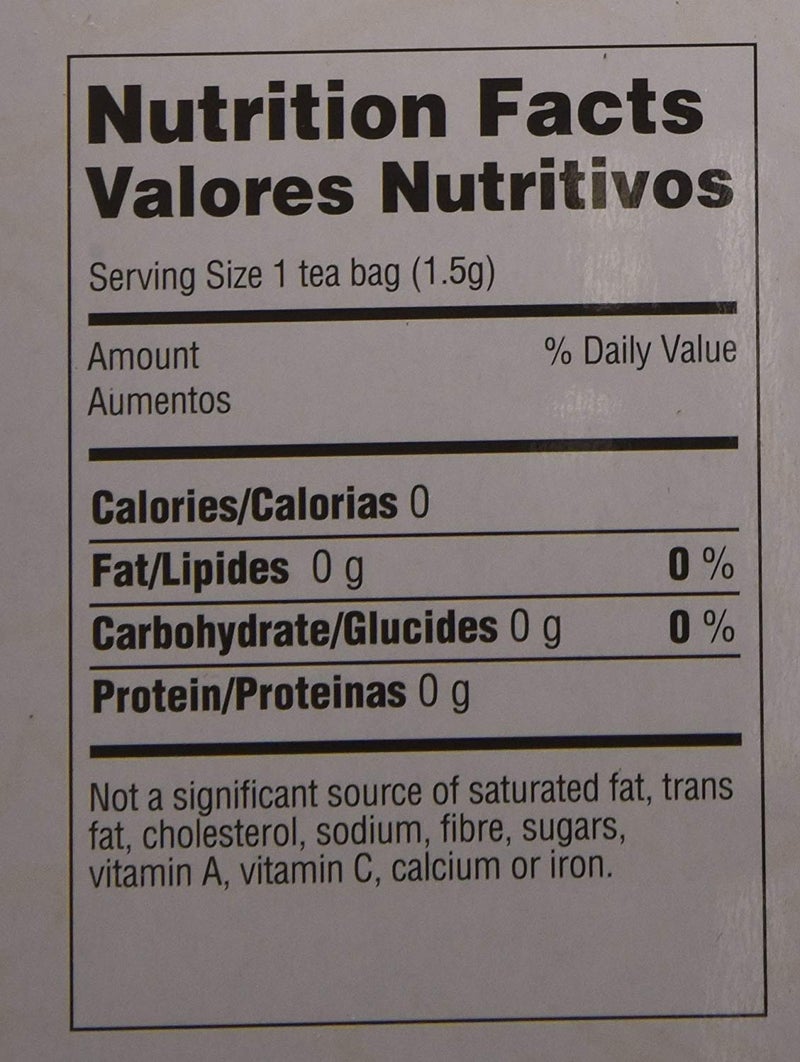 Nutrition Facts
Valores Nutritivos
Serving Size 1 tea bag (1.5g)
Amount % Daily Value
Aumentos
Calories/Calorias 0
Fat/Lipides 0 g 0 %
Carbohydrate/Glucides 0 g 0 %
Protein/Proteinas 0 g
Not a significant source of saturated fat, trans
fat, cholesterol, sodium, fibre, sugars,
vitamin A, vitamin C, calcium or iron.